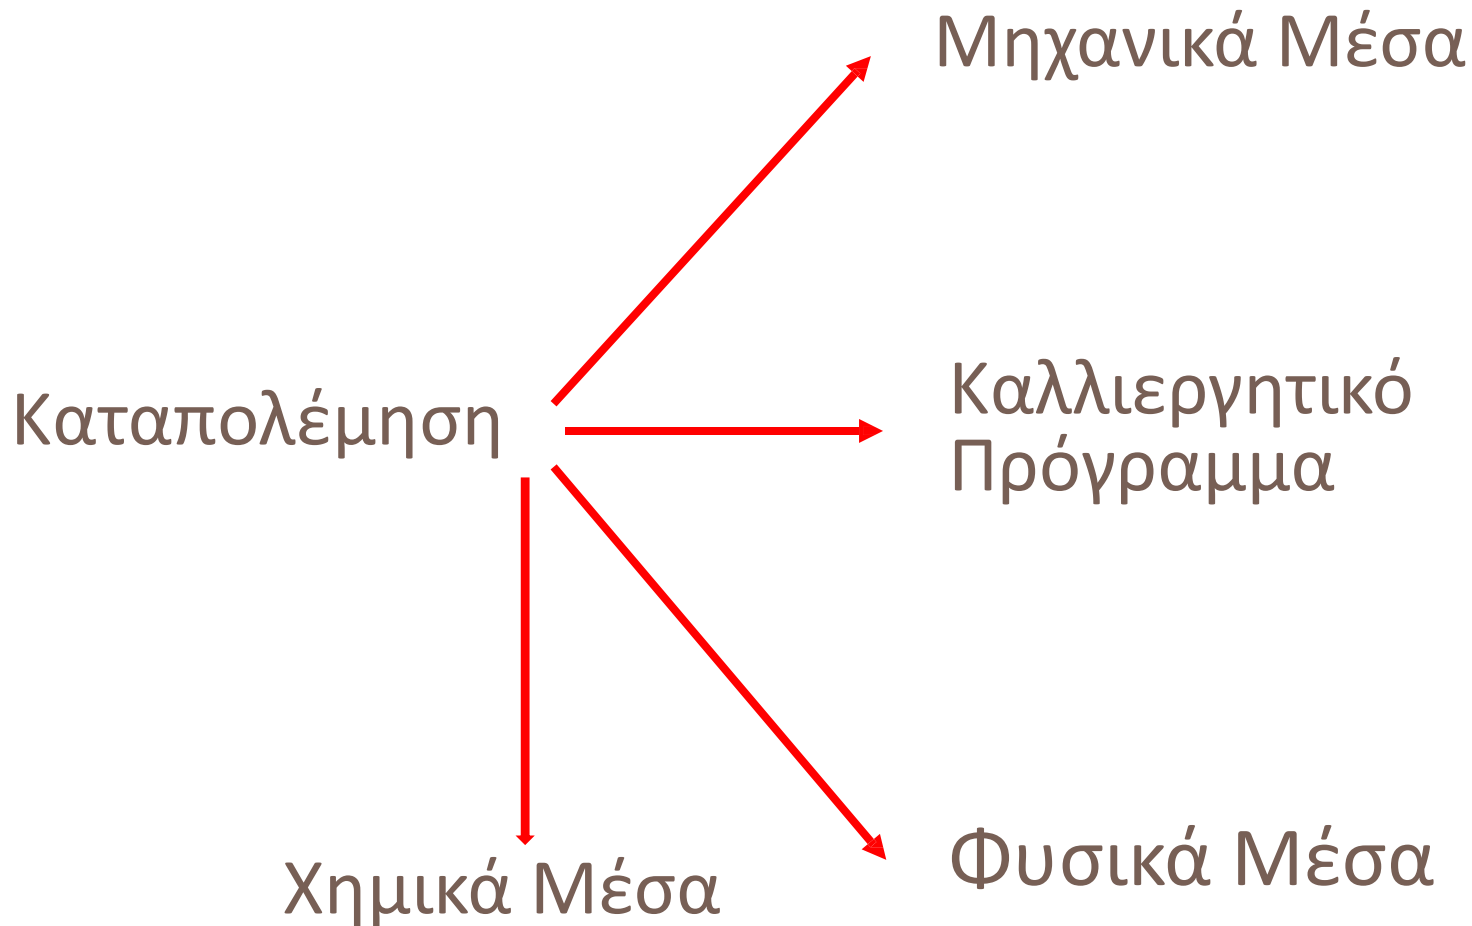 Μηχανικά Μέσα
Καταπολέμηση
Καλλιεργητικό
Πρόγραμμα
Χημικά Μέσα
Φυσικά Μέσα